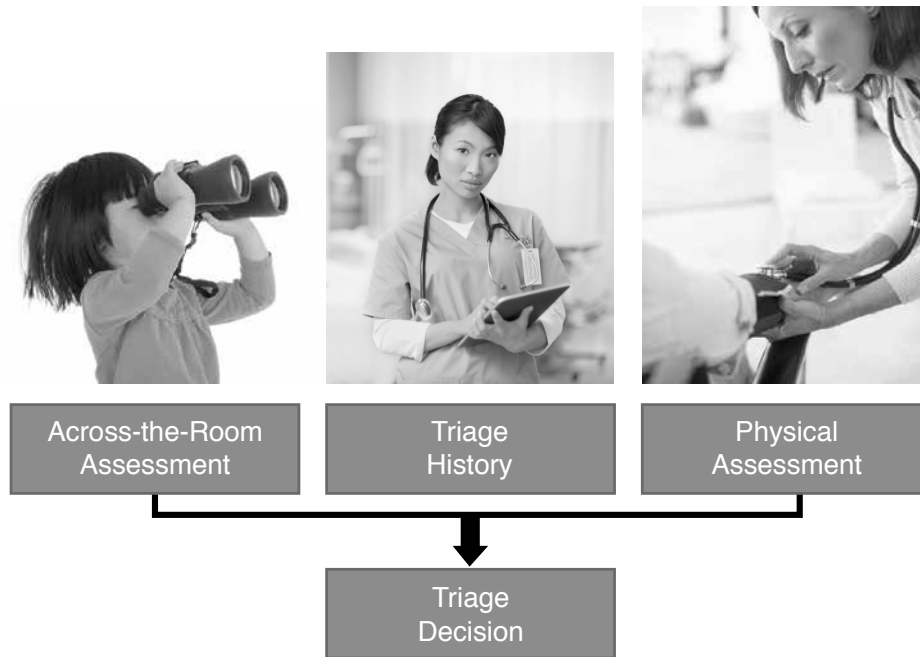 Across-the-Room
Assessment
Triage
History
Physical
Assessment
Triage
Decision